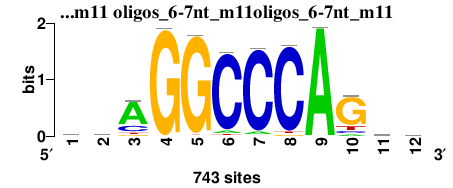 ...m11 oligos_6-7nt_m11oligos_6-7nt_m11
2
1
0
bits
AGGCCCAG
5′ 1 2 3 4 5 6 7 8 9 10 11 12 3′
743 sites